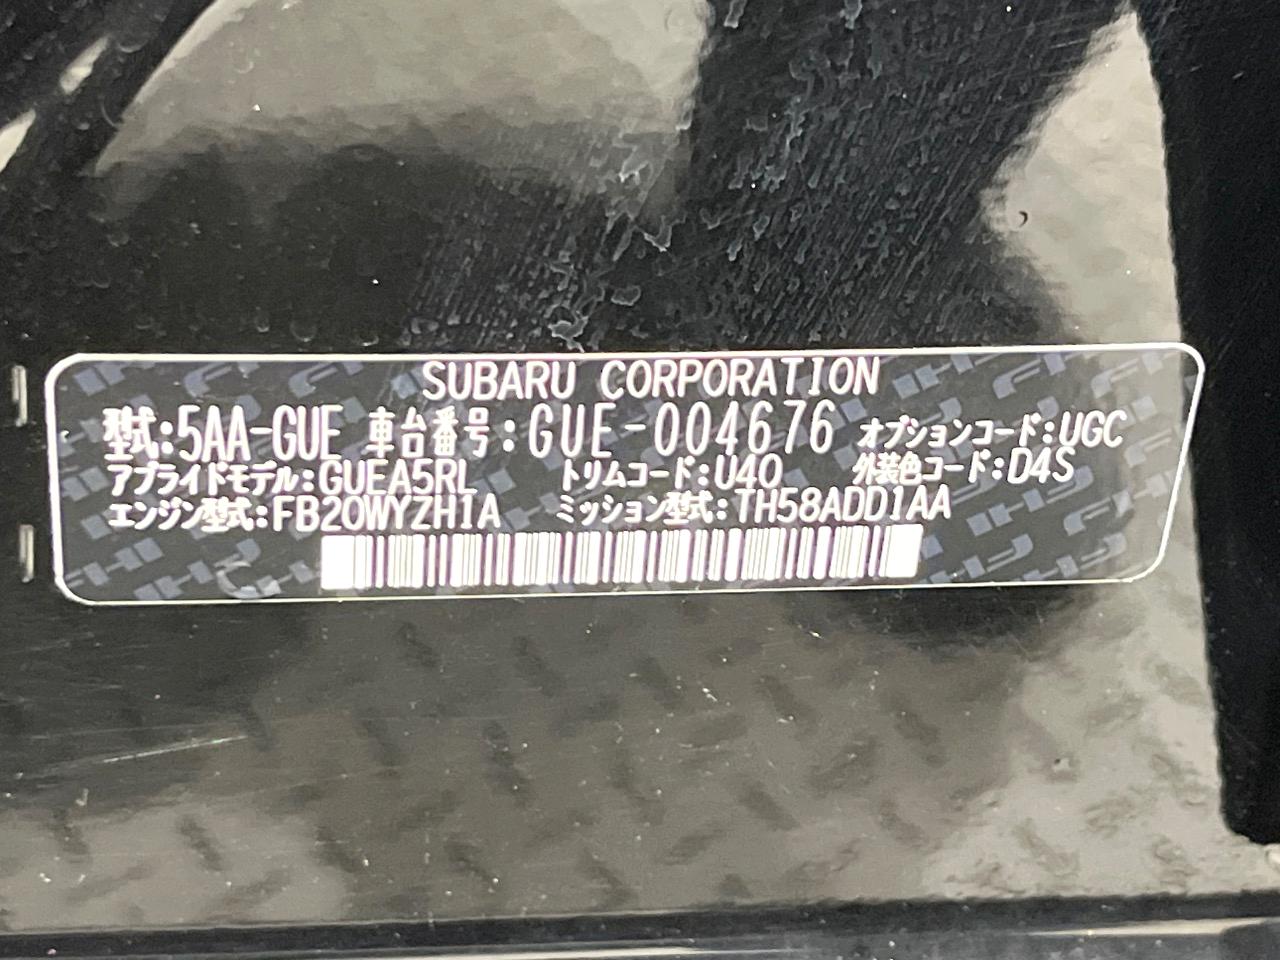 SUBARU CORPORATION
型式:5AA-GUE 車台番号:GUE-004676 オプションコード:UGC
アプライドモデル:GUEA5RL トリムコード:U40 外装色コード:D4S
エンジン型式:FB20WYZH1A ミッション型式:TH58ADD1AA